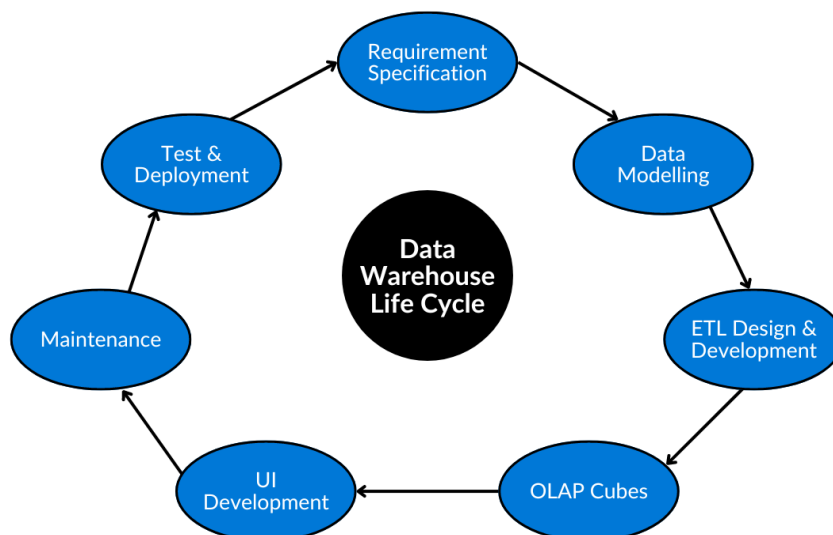 Requirement
Specification
Data
Modelling
ETL Design &
Development
OLAP Cubes
UI
Development
Maintenance
Test &
Deployment
Data
Warehouse
Life Cycle